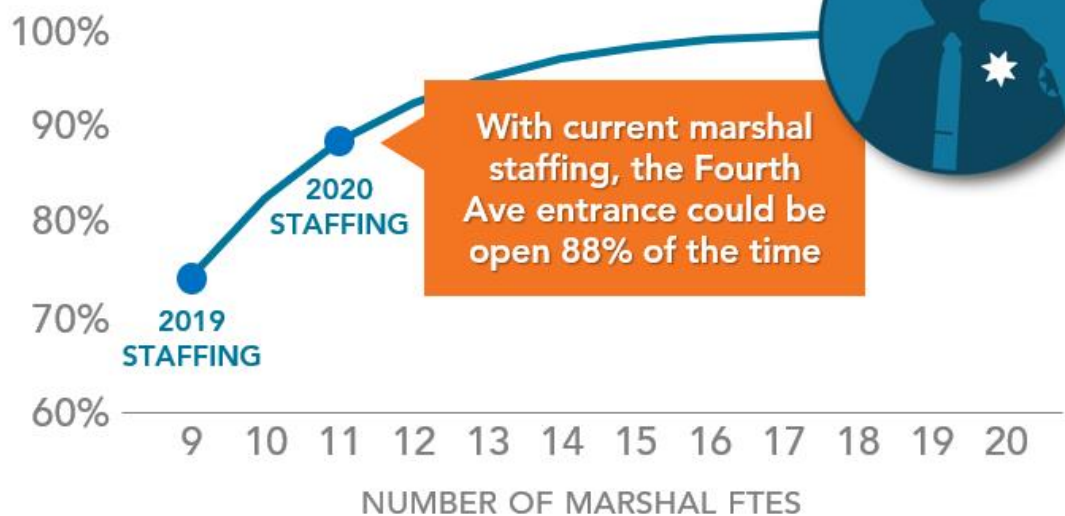 100%
90%
80%
70%
60%
With current marshal
staffing, the Fourth
Ave entrance could be
open 88% of the time
2020
STAFFING
2019
STAFFING
9 10 11 12 13 14 15 16 17 18 19 20
NUMBER OF MARSHAL FTES